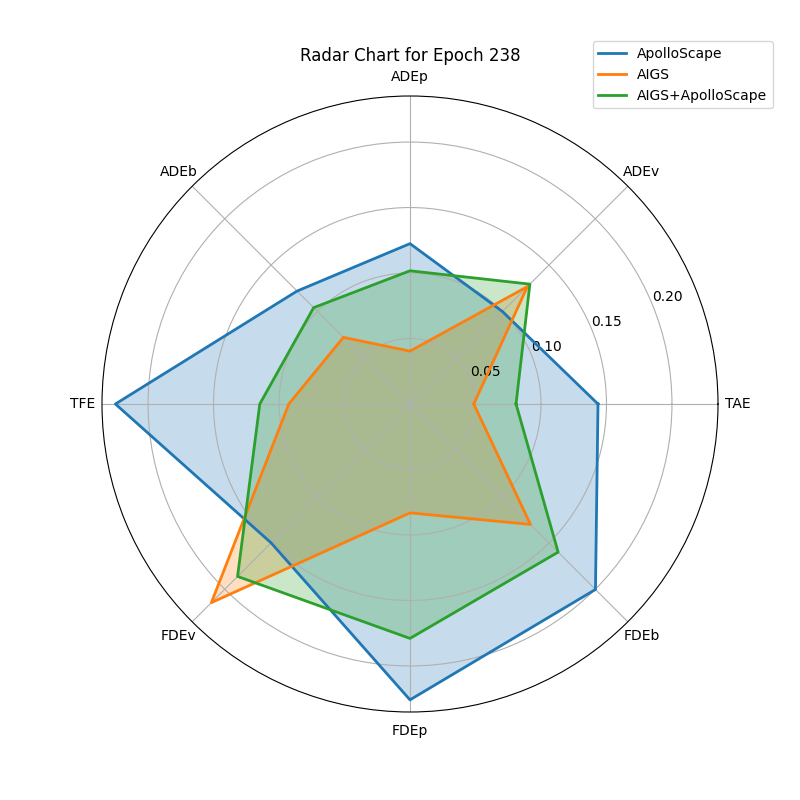 Radar Chart for Epoch 238
ApolloScape
AIGS
AIGS+ApolloScape
ADEp
ADEb
ADEv
0.20
0.15
0.10
0.05
TFE
TAE
FDEv
FDEb
FDEp